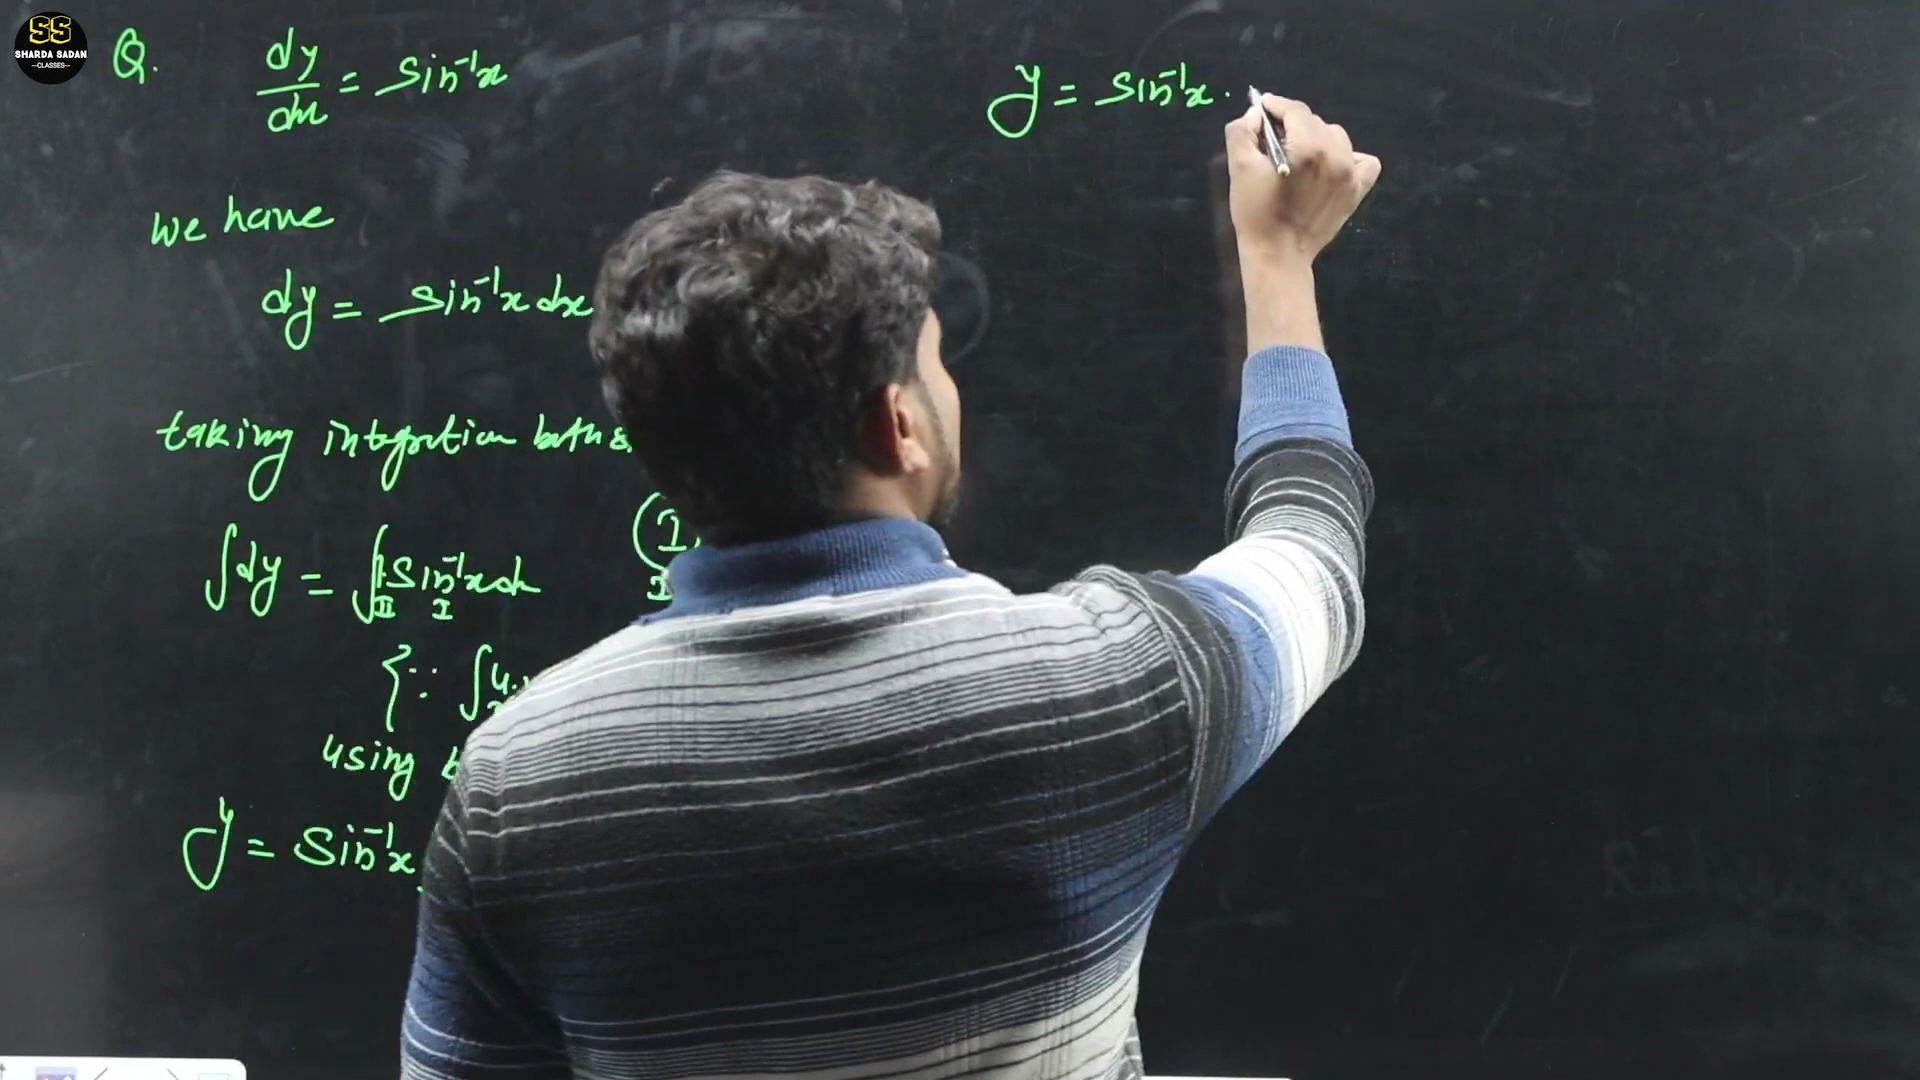 SS
SHARDA SADAN
—CLASSES—
Q. dy/dx = Sin⁻¹x
we have
dy = Sin⁻¹x dx
taking integration both s
∫dy = ∫1.Sin⁻¹x dx
II I
{∵ ∫u.
using b
y = Sin⁻¹x.
y = Sin⁻¹x .